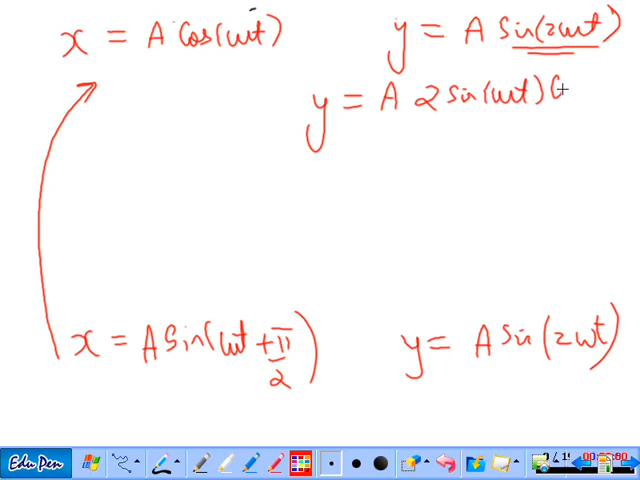 x = A Cos(ωt) y = A Sin(2ωt)
y = A 2 Sin(ωt) (
x = A Sin(ωt + π/2) y = A Sin(2ωt)
Edu Pen